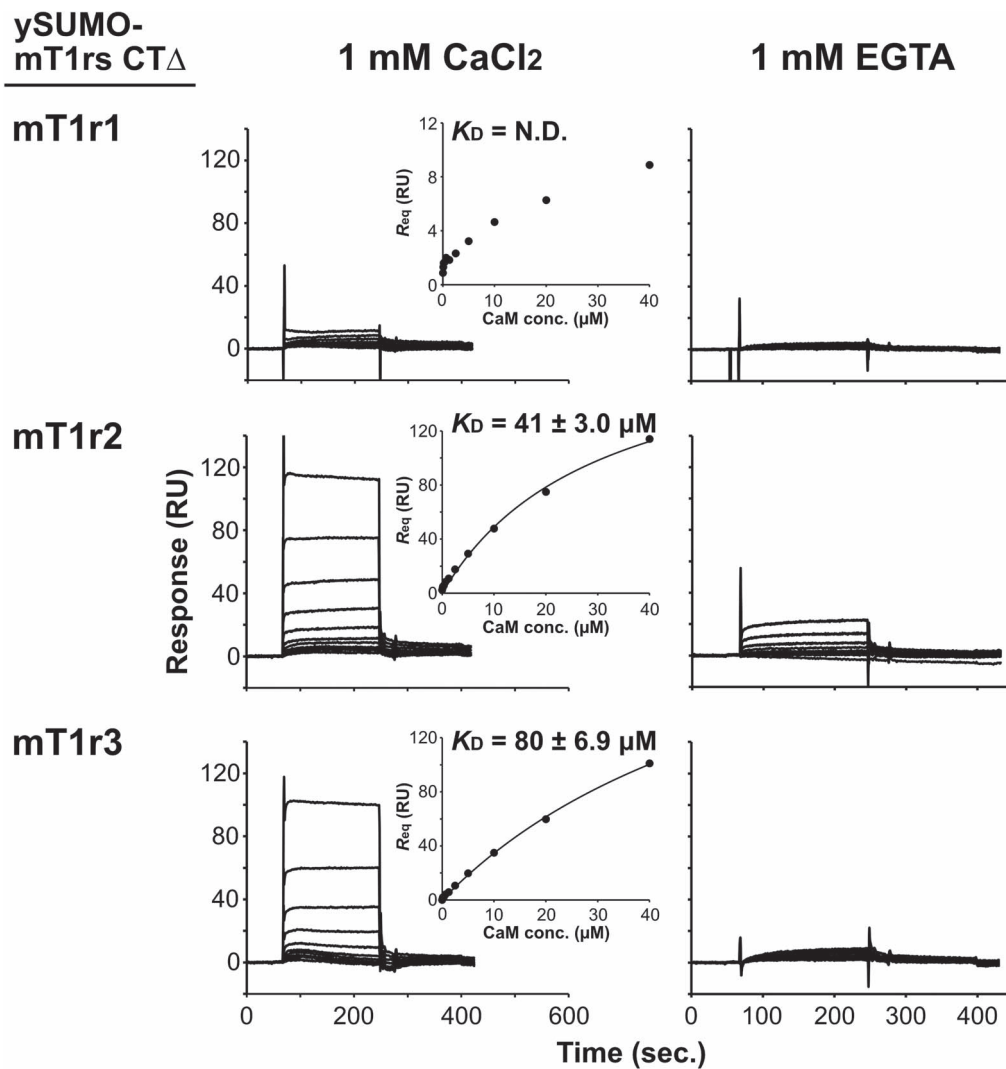 ySUMO-
mT1rs CTΔ
1 mM CaCl2
1 mM EGTA
mT1r1
120
80
40
0
KD = N.D.
12
8
4
0
Req (RU)
0 10 20 30 40
CaM conc. (µM)
mT1r2
120
80
40
0
Response (RU)
KD = 41 ± 3.0 µM
120
80
40
0
Req (RU)
0 10 20 30 40
CaM conc. (µM)
mT1r3
120
80
40
0
KD = 80 ± 6.9 µM
120
80
40
0
Req (RU)
0 10 20 30 40
CaM conc. (µM)
0 200 400 600
0 100 200 300 400
Time (sec.)